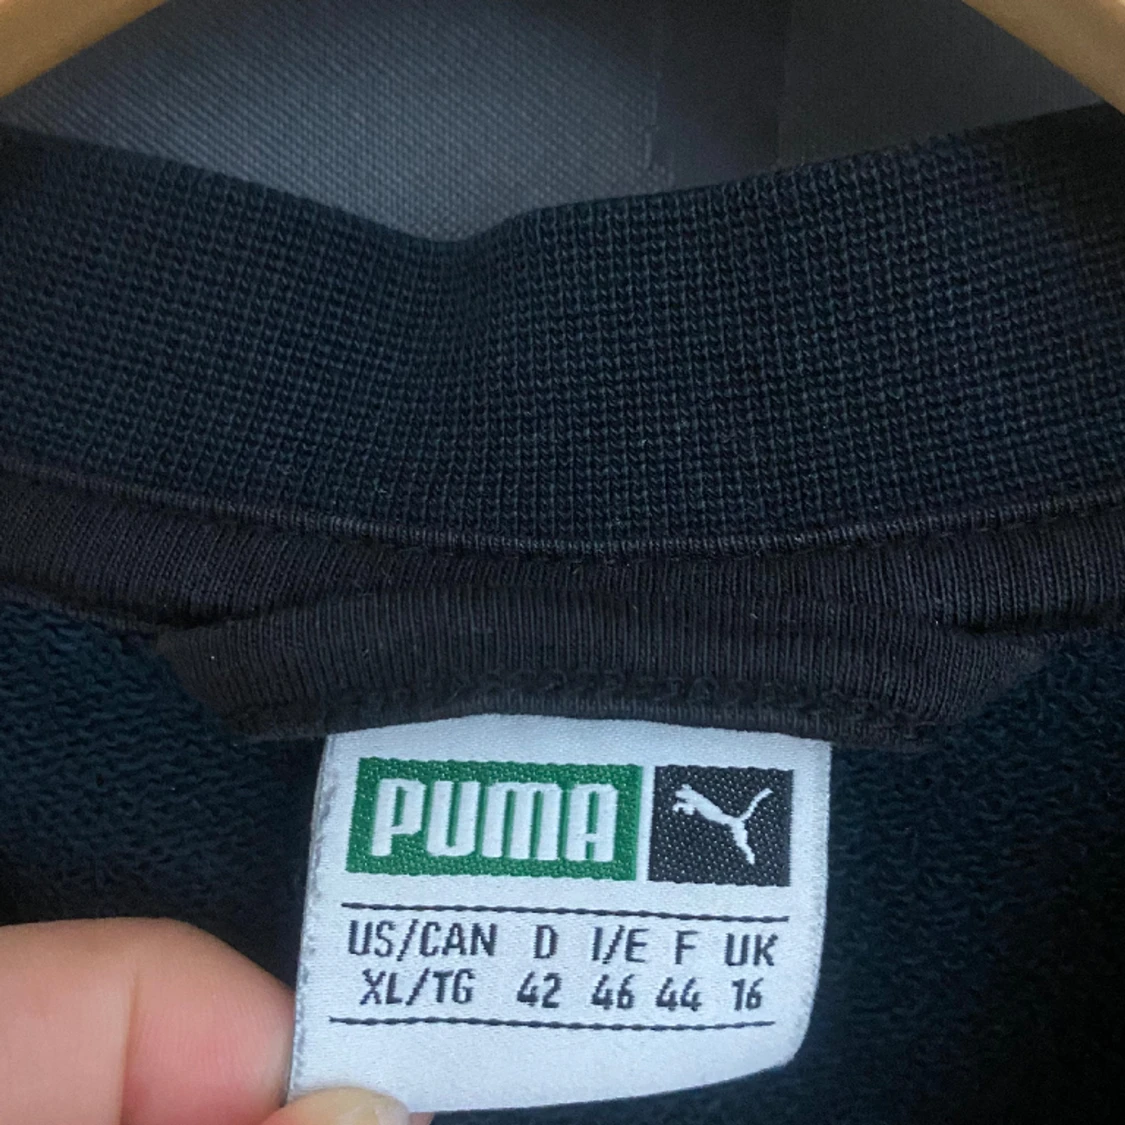 PUMA
US/CAN D I/E F UK
XL/TG 42 46 44 16